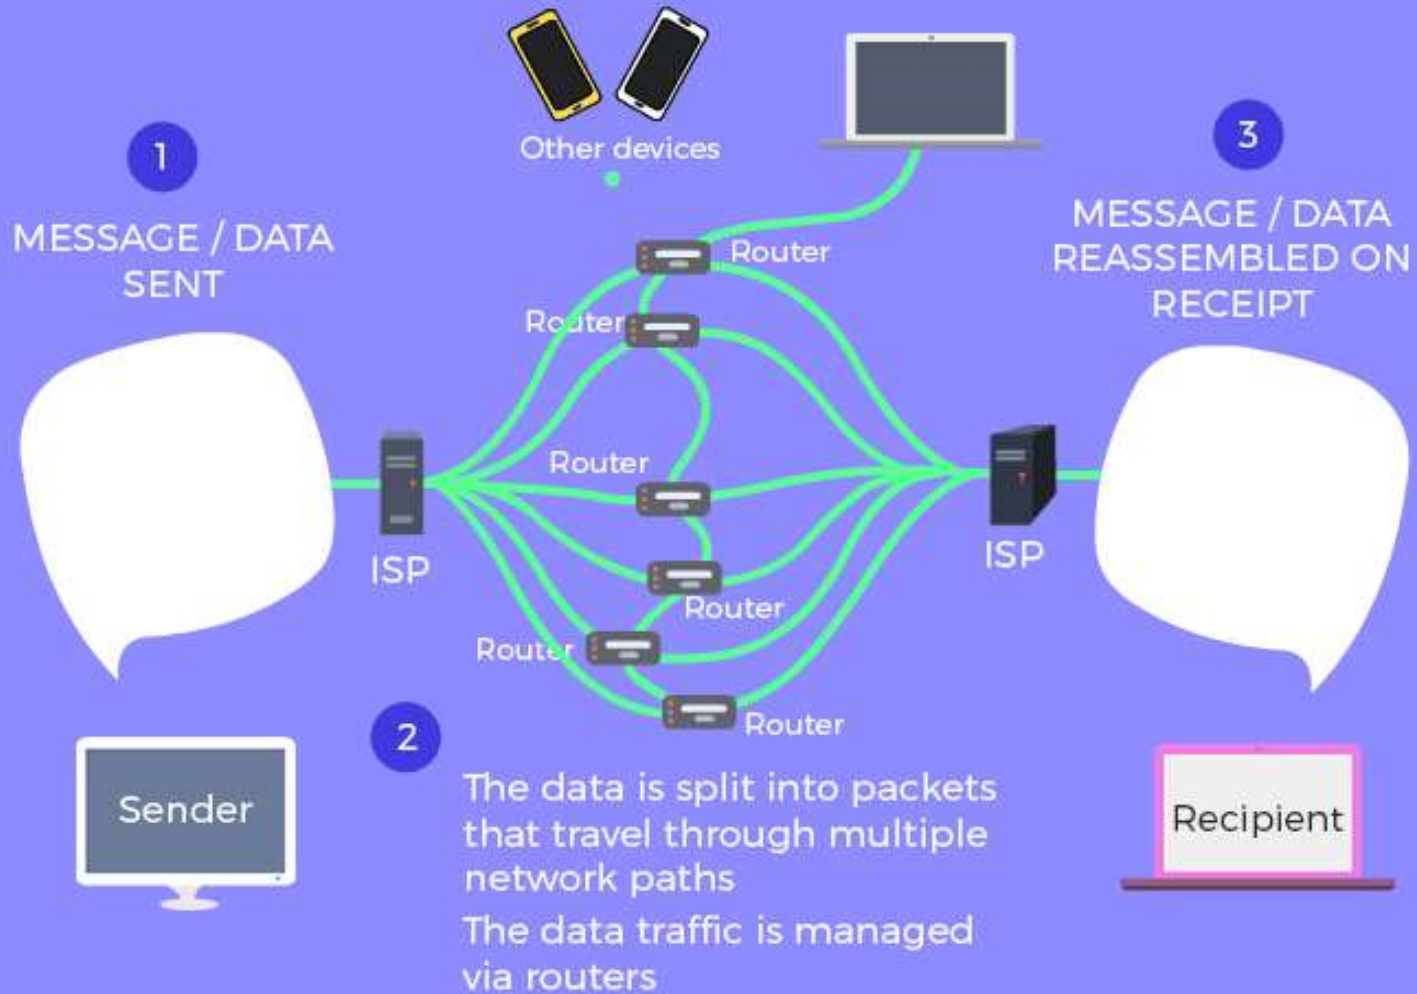 Other devices
1
MESSAGE / DATA
SENT
3
MESSAGE / DATA
REASSEMBLED ON
RECEIPT
Router
Router
Router
ISP
ISP
Router
Router
Router
2
Sender
The data is split into packets
that travel through multiple
network paths
The data traffic is managed
via routers
Recipient